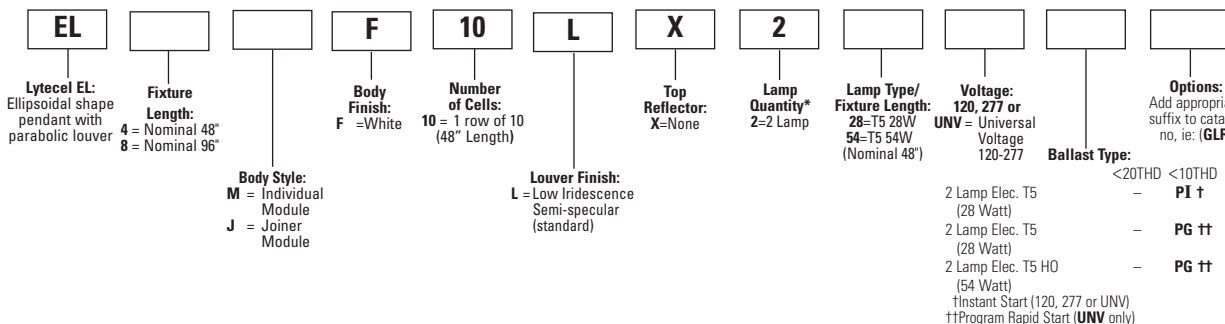 EL F 10 L X 2
Lytecel EL:
Ellipsoidal shape
pendant with
parabolic louver
Fixture
Length:
4 = Nominal 48"
8 = Nominal 96"
Body Style:
M = Individual
Module
J = Joiner
Module
Body
Finish:
F =White
Number
of Cells:
10 = 1 row of 10
(48" Length)
Louver Finish:
L =Low Iridescence
Semi-specular
(standard)
Top
Reflector:
X=None
Lamp
Quantity*
2=2 Lamp
Lamp Type/
Fixture Length:
28=T5 28W
54=T5 54W
(Nominal 48")
Voltage:
120, 277 or
UNV = Universal
Voltage
120-277
Ballast Type:
<20THD <10THD
2 Lamp Elec. T5 – PI †
(28 Watt)
2 Lamp Elec. T5 – PG ††
(28 Watt)
2 Lamp Elec. T5 HO – PG ††
(54 Watt)
†Instant Start (120, 277 or UNV)
††Program Rapid Start (UNV only)
Options:
Add
suffix to
no, ie: